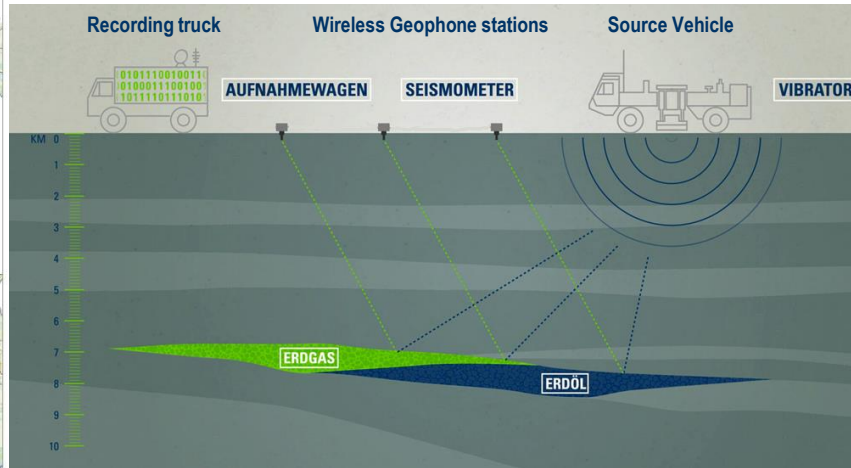 Recording truck
Wireless Geophone stations
Source Vehicle
0101110010011
0100011100100
1011110111010
AUFNAHMEWAGEN
SEISMOMETER
VIBRATOR
KM 0
1
2
3
4
5
6
7
8
9
10
ERDGAS
ERDÖL